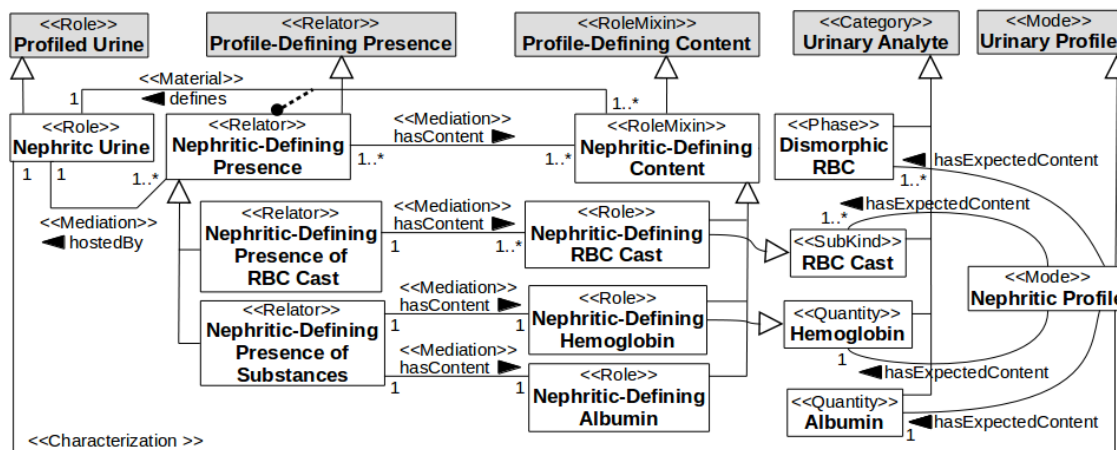 <<Role>>
Profiled Urine
<<Relator>>
Profile-Defining Presence
<<RoleMixin>>
Profile-Defining Content
<<Category>>
Urinary Analyte
<<Mode>>
Urinary Profile
<<Material>>
defines
1
1..*
<<Role>>
Nephritc Urine
<<Relator>>
Nephritic-Defining
Presence
<<Mediation>>
hasContent
1..*
1..*
<<RoleMixin>>
Nephritic-Defining
Content
<<Phase>>
Dismorphic
RBC
hasExpectedContent
1..*
1
1
1..*
<<Mediation>>
hostedBy
<<Relator>>
Nephritic-Defining
Presence of
RBC Cast
<<Mediation>>
hasContent
1
1..*
<<Role>>
Nephritic-Defining
RBC Cast
hasExpectedContent
1..*
<<SubKind>>
RBC Cast
<<Mode>>
Nephritic Profile
<<Relator>>
Nephritic-Defining
Presence of
Substances
<<Mediation>>
hasContent
1
1
<<Role>>
Nephritic-Defining
Hemoglobin
<<Quantity>>
Hemoglobin
1
hasExpectedContent
<<Mediation>>
hasContent
1
1
<<Role>>
Nephritic-Defining
Albumin
<<Quantity>>
Albumin
1
hasExpectedContent
<<Characterization >>